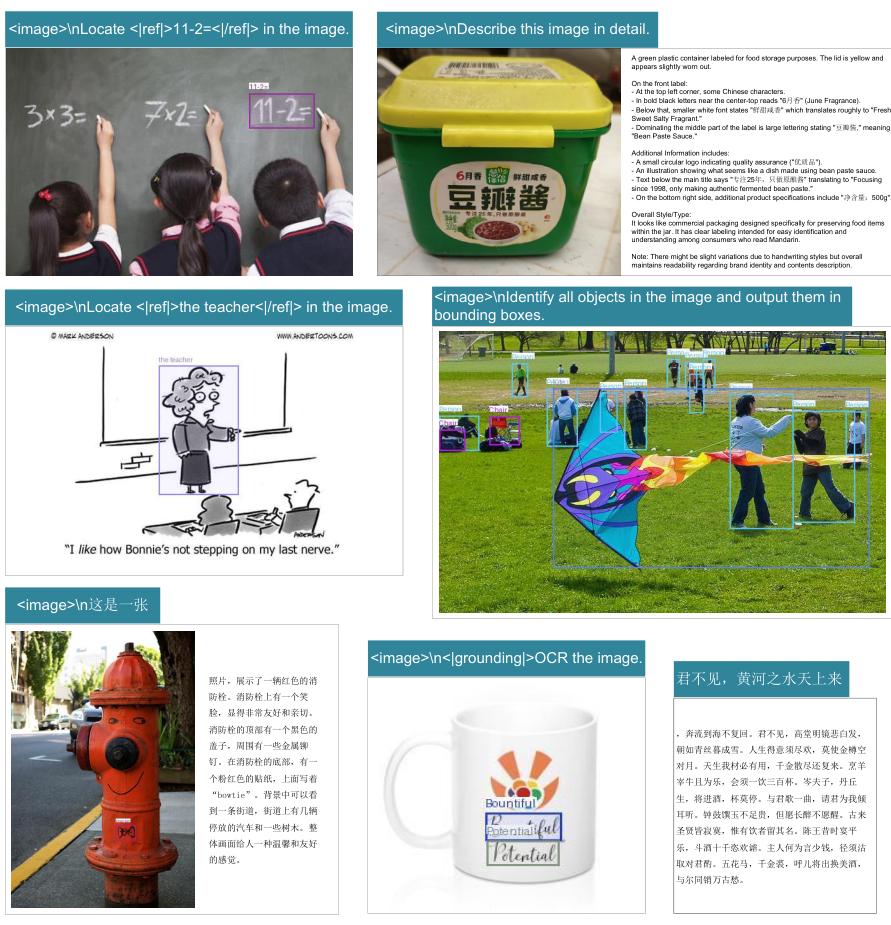 <image>\nLocate <|ref|>11-2=<|/ref|> in the image.
3×3=
7×2=
11-2=
11-2=
<image>\nDescribe this image in detail.
6月香
鲜甜咸香
豆瓣酱
专注25年,只做原酿酱
A green plastic container labeled for food storage purposes. The lid is yellow and
appears slightly worn out.
On the front label:
- At the top left corner, some Chinese characters.
- In bold black letters near the center-top reads "6月香" (June Fragrance).
- Below that, smaller white font states "鲜甜咸香" which translates roughly to "Fresh
Sweet Salty Fragrant."
- Dominating the middle part of the label is large lettering stating "豆瓣酱," meaning
"Bean Paste Sauce."
Additional Information includes:
- A small circular logo indicating quality assurance ("优质品").
- An illustration showing what seems like a dish made using bean paste sauce.
- Text below the main title says "专注25年, 只做原酿酱" translating to "Focusing
since 1998, only making authentic fermented bean paste."
- On the bottom right side, additional product specifications include "净含量: 500g"
Overall Style/Type:
It looks like commercial packaging designed specifically for preserving food items
within the jar. It has clear labeling intended for easy identification and
understanding among consumers who read Mandarin.
Note: There might be slight variations due to handwriting styles but overall
maintains readability regarding brand identity and contents description.
<image>\nLocate <|ref|>the teacher<|/ref|> in the image.
© MARK ANDERSON
WWW.ANDERTOONS.COM
the teacher
ANDERSON
"I like how Bonnie's not stepping on my last nerve."
<image>\nIdentify all objects in the image and output them in
bounding boxes.
Person
Person
Person
Person
Person
Person
Person
Chair
Chair
<image>\n这是一张
照片,展示了一辆红色的消
防栓。消防栓上有一个笑
脸,显得非常友好和亲切。
消防栓的顶部有一个黑色的
盖子,周围有一些金属铆
钉。在消防栓的底部,有一
个粉红色的贴纸,上面写着
“bowtie”。背景中可以看
到一条街道,街道上有几辆
停放的汽车和一些树木。整
体画面给人一种温馨和友好
的感觉。
<image>\n<|grounding|>OCR the image.
Bountiful
Potential
Potential
君不见,黄河之水天上来
,奔流到海不复回。君不见,高堂明镜悲白发,
朝如青丝暮成雪。人生得意须尽欢,莫使金樽空
对月。天生我材必有用,千金散尽还复来。烹羊
宰牛且为乐,会须一饮三百杯。岑夫子,丹丘
生,将进酒,杯莫停。与君歌一曲,请君为我倾
耳听。钟鼓馔玉不足贵,但愿长醉不愿醒。古来
圣贤皆寂寞,惟有饮者留其名。陈王昔时宴平
乐,斗酒十千恣欢谑。主人何为言少钱,径须沽
取对君酌。五花马,千金裘,呼儿将出换美酒,
与尔同销万古愁。